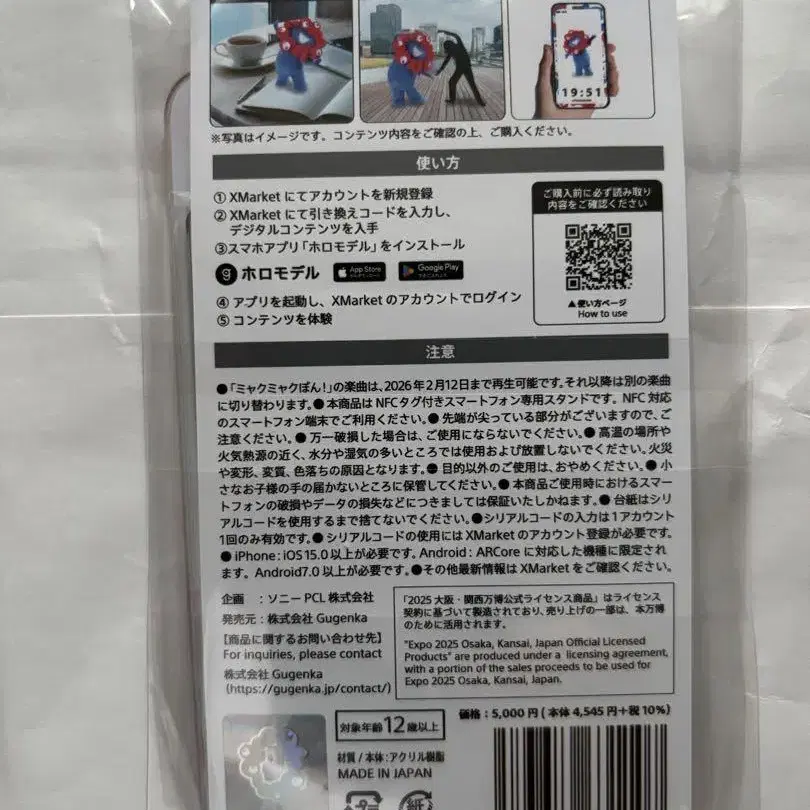 19:51
※写真はイメージです。コンテンツ内容をご確認の上、ご購入ください。
使い方
① XMarket にてアカウントを新規登録
② XMarket にて引き換えコードを入力し、
デジタルコンテンツを入手
③スマホアプリ「ホロモデル」をインストール
ホロモデル
App Store
Google Play
④ アプリを起動し、XMarket のアカウントでログイン
⑤ コンテンツを体験
ご購入前に必ず読み取り
内容をご確認ください
▲使い方ページ
How to use
注意
●「ミャクミャクぽん!」の楽曲は、2026年2月12日まで再生可能です。それ以降は別の楽曲
に切り替わります。● 本商品は NFCタグ付きスマートフォン専用スタンドです。NFC 対応
のスマートフォン端末でご利用ください。● 先端が尖っている部分がございますので、ご
注意ください。● 万一破損した場合は、ご使用にならないでください。● 高温の場所や
火気熱源の近く、水分や湿気の多いところでは使用および放置しないでください。火災
や変形、変質、色落ちの原因となります。● 目的以外のご使用は、おやめください。● 小
さなお子様の手の届かないところに保管してください。● 本商品ご使用時におけるスマー
トフォンの破損やデータの損失などにつきましては保証いたしかねます。● 台紙はシリ
アルコードを使用するまで捨てないでください。●シリアルコードの入力は1アカウント
1回のみ有効です。● シリアルコードの使用には XMarket のアカウント登録が必要です。
● iPhone:iOS15.0 以上が必要です。Android:ARCore に対応した機種に限定され
ます。Android7.0 以上が必要です。●その他最新情報は XMarket をご確認ください。
企画 :ソニー PCL 株式会社
発売元:株式会社 Gugenka
【商品に関するお問い合わせ先】
For inquiries, please contact
株式会社 Gugenka
(https://gugenka.jp/contact/)
「2025 大阪・関西万博公式ライセンス商品」はライセンス
契約に基づいて製造されており、売り上げの一部は、本万博
のために活用されます。
"Expo 2025 Osaka, Kansai, Japan Official Licensed
Products" are produced under a licensing agreement,
with a portion of the sales proceeds to be used for
Expo 2025 Osaka, Kansai, Japan.
対象年齢12歳以上
価格:5,000 円(本体 4,545 円+税 10%)
材質/本体:アクリル樹脂
MADE IN JAPAN
紙